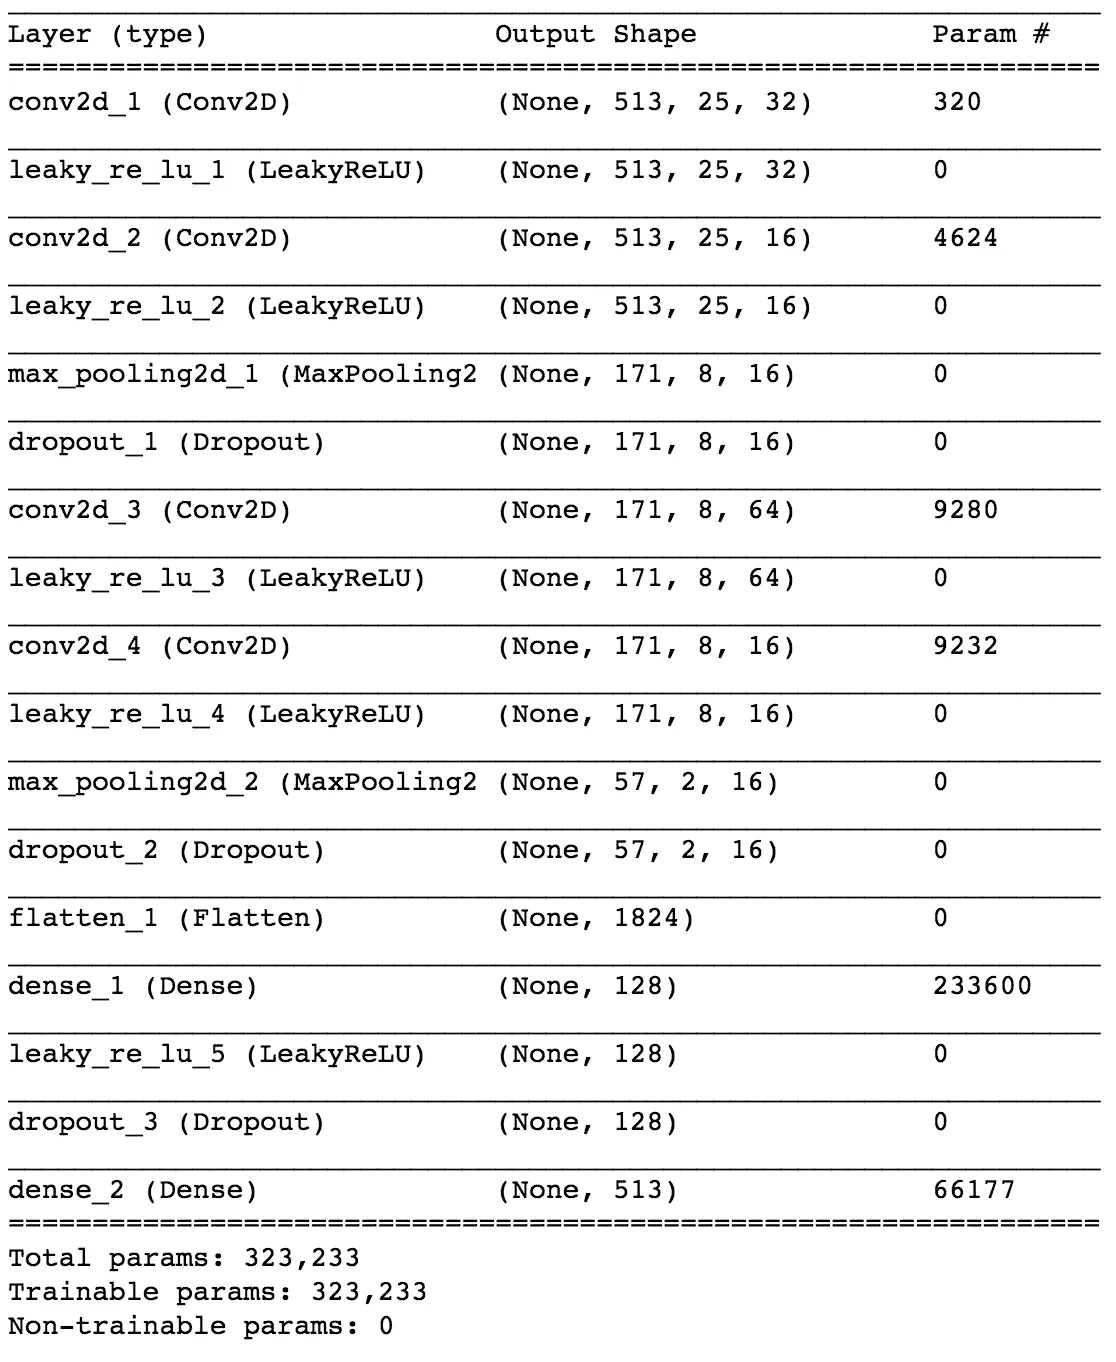 Layer (type) Output Shape Param #
conv2d_1 (Conv2D) (None, 513, 25, 32) 320
leaky_re_lu_1 (LeakyReLU) (None, 513, 25, 32) 0
conv2d_2 (Conv2D) (None, 513, 25, 16) 4624
leaky_re_lu_2 (LeakyReLU) (None, 513, 25, 16) 0
max_pooling2d_1 (MaxPooling2 (None, 171, 8, 16) 0
dropout_1 (Dropout) (None, 171, 8, 16) 0
conv2d_3 (Conv2D) (None, 171, 8, 64) 9280
leaky_re_lu_3 (LeakyReLU) (None, 171, 8, 64) 0
conv2d_4 (Conv2D) (None, 171, 8, 16) 9232
leaky_re_lu_4 (LeakyReLU) (None, 171, 8, 16) 0
max_pooling2d_2 (MaxPooling2 (None, 57, 2, 16) 0
dropout_2 (Dropout) (None, 57, 2, 16) 0
flatten_1 (Flatten) (None, 1824) 0
dense_1 (Dense) (None, 128) 233600
leaky_re_lu_5 (LeakyReLU) (None, 128) 0
dropout_3 (Dropout) (None, 128) 0
dense_2 (Dense) (None, 513) 66177
Total params: 323,233
Trainable params: 323,233
Non-trainable params: 0